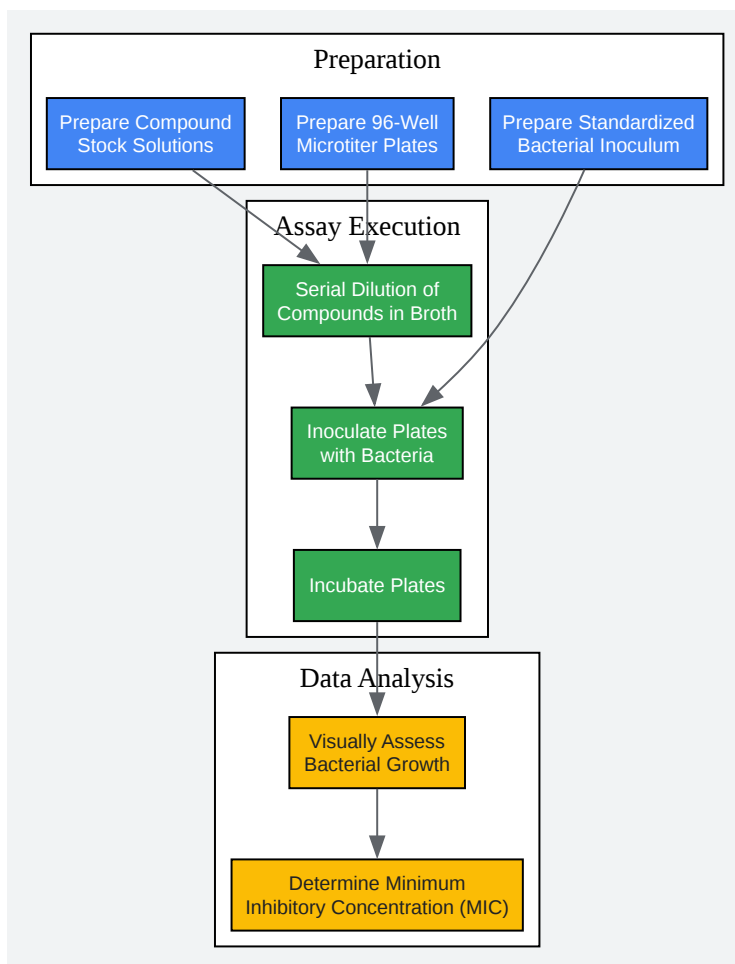 Preparation
Prepare Compound
Stock Solutions
Prepare 96-Well
Microtiter Plates
Prepare Standardized
Bacterial Inoculum
Assay Execution
Serial Dilution of
Compounds in Broth
Inoculate Plates
with Bacteria
Incubate Plates
Data Analysis
Visually Assess
Bacterial Growth
Determine Minimum
Inhibitory Concentration (MIC)